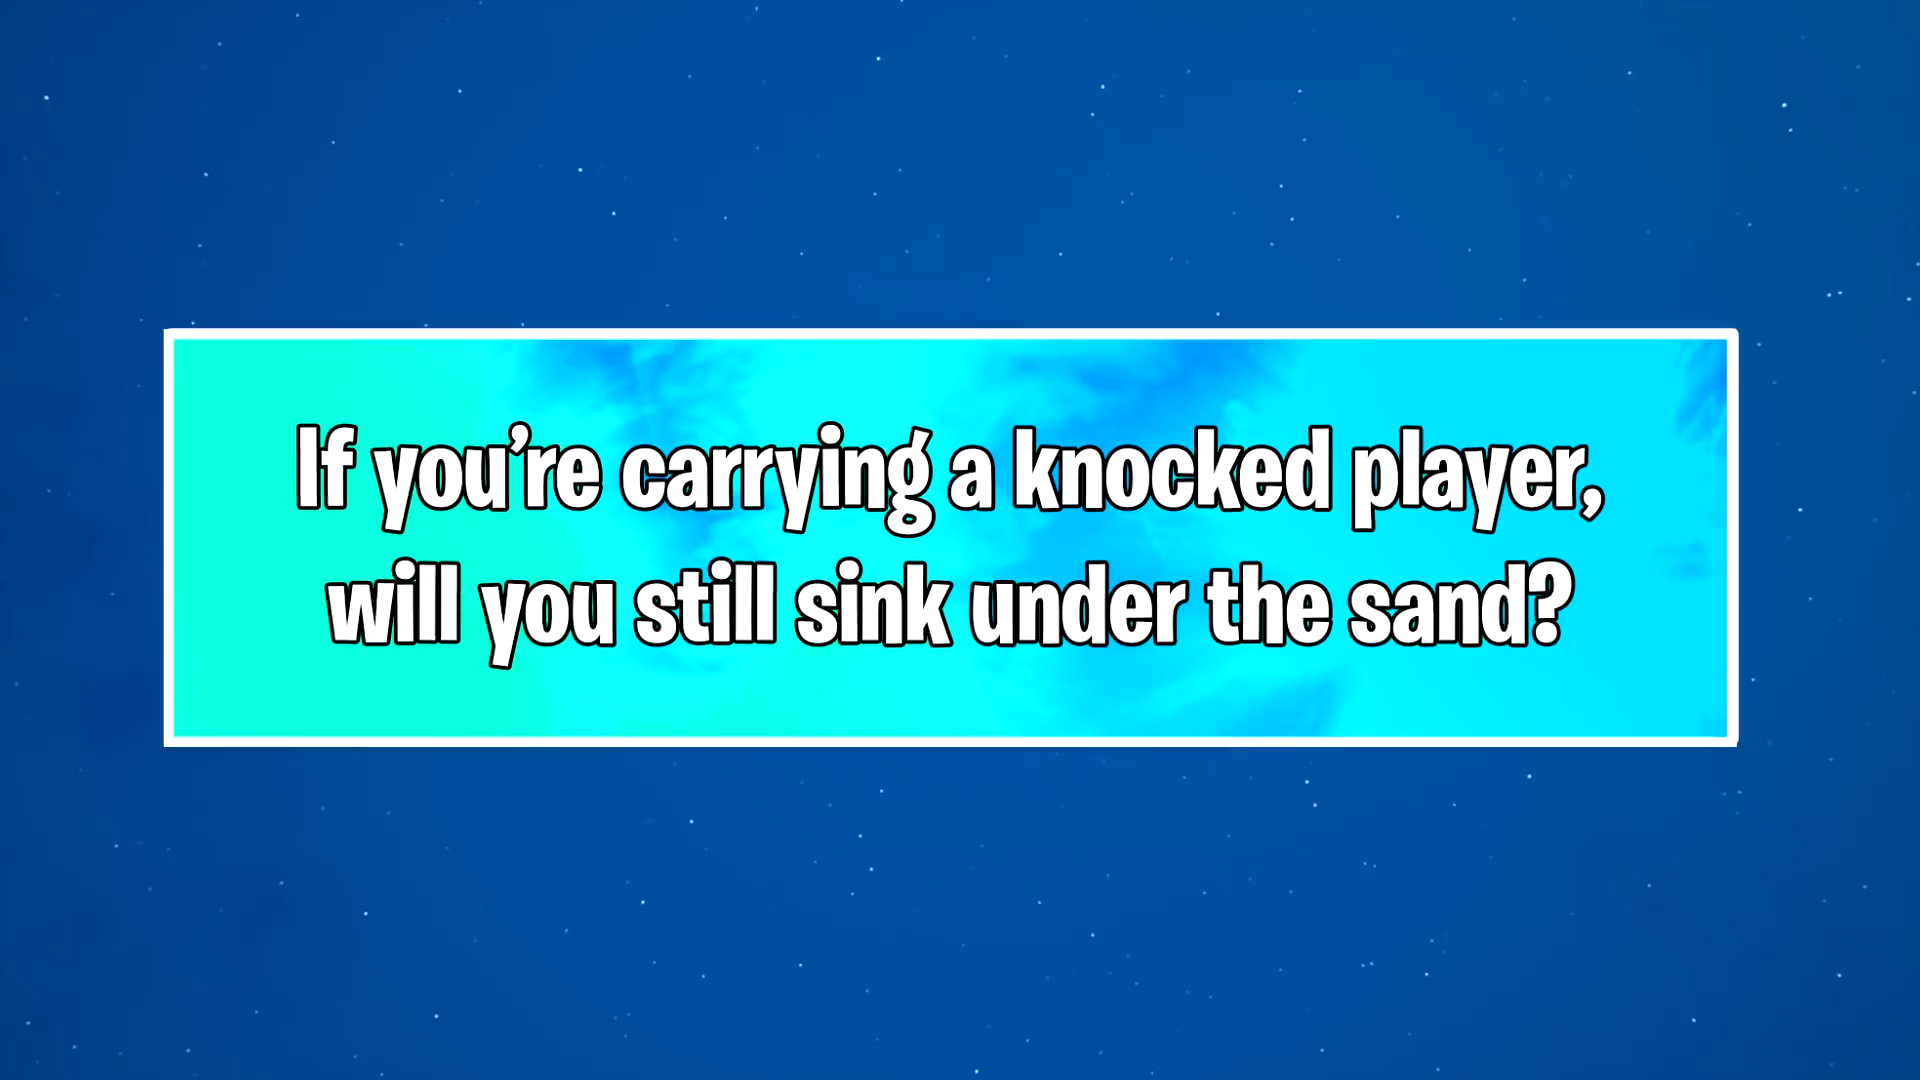 If you’re carrying a knocked player,
will you still sink under the sand?